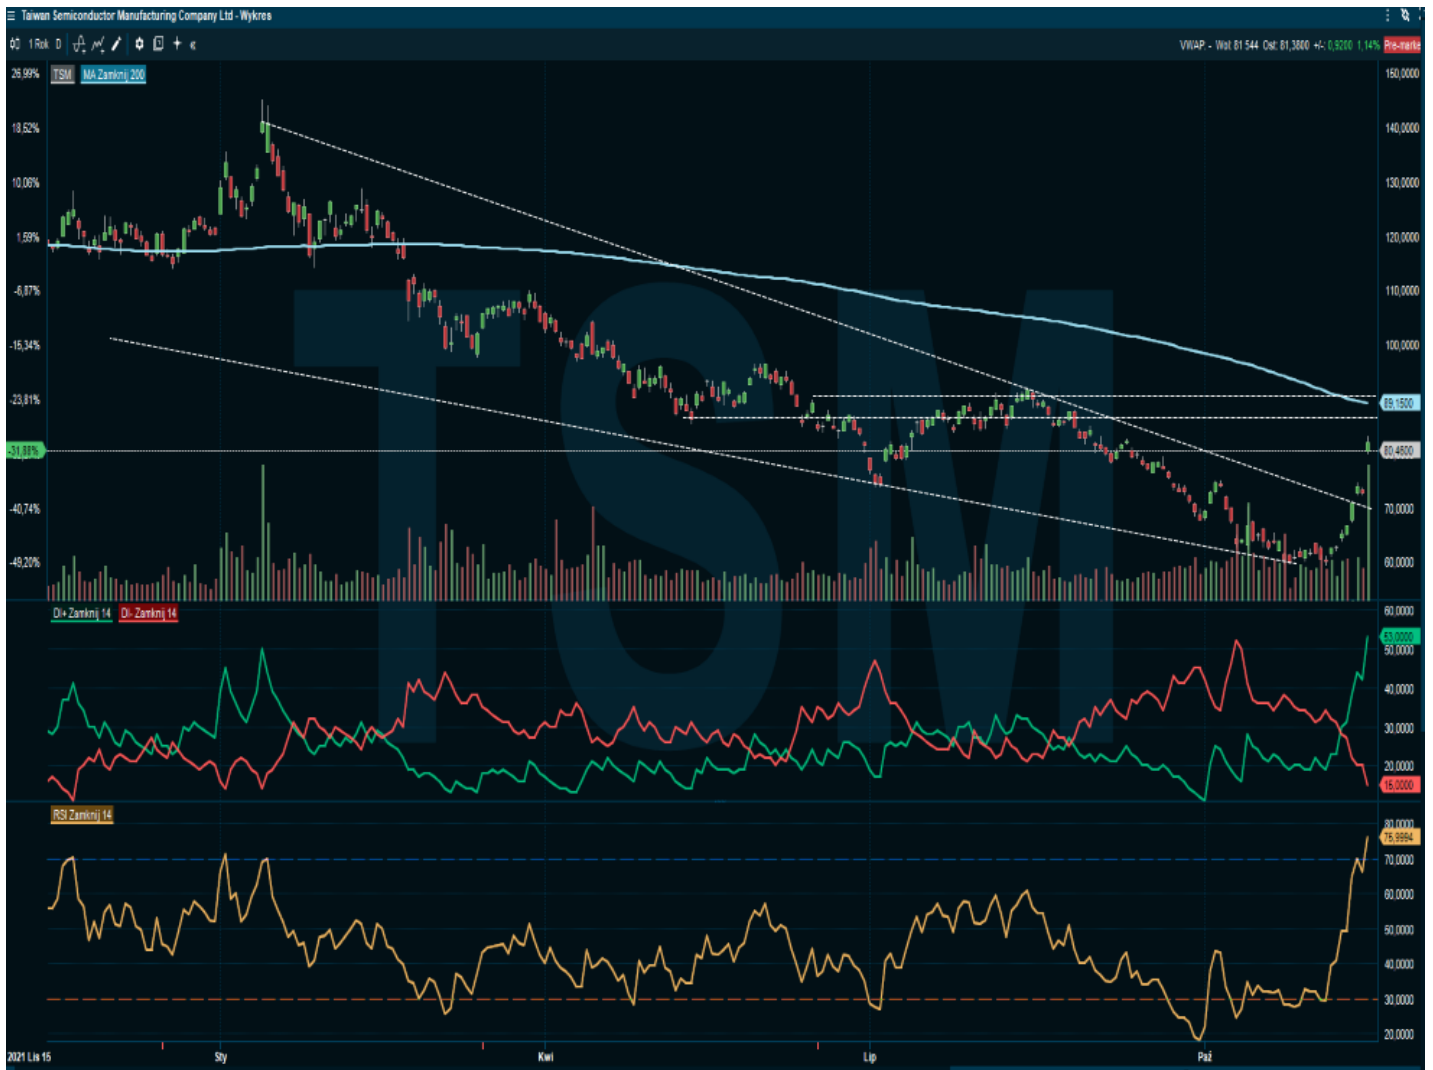 Taiwan Semiconductor Manufacturing Company Ltd - Wykres
1 Rok D
VWAP: - Wol: 81 544 Ost: 81,3800 +/-: 0,9200 1,14% Pre-marke
26,99% TSM MA Zamknij 200 150,0000
18,52% 140,0000
10,06% 130,0000
1,59% 120,0000
-6,87% 110,0000
-15,34% 100,0000
-23,81% 89,1500
-31,88% 80,4600
-40,74% 70,0000
-49,20% 60,0000
TSM
DI+ Zamknij 14 DI- Zamknij 14 60,0000
53,0000
50,0000
40,0000
30,0000
20,0000
15,0000
RSI Zamknij 14 80,0000
75,9994
70,0000
60,0000
50,0000
40,0000
30,0000
20,0000
2021 Lis 15 Sty Kwi Lip Paź